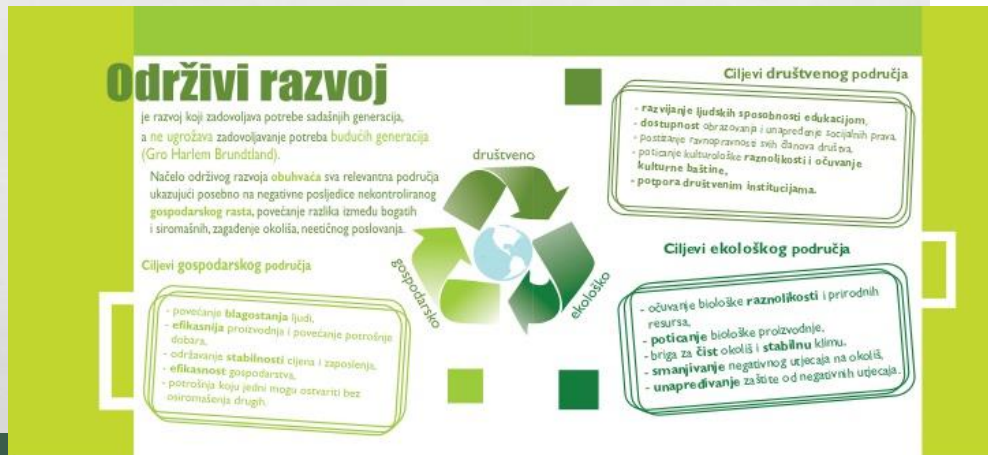 Održivi razvoj
je razvoj koji zadovoljava potrebe sadašnjih generacija,
a ne ugrožava zadovoljavanje potreba budućih generacija
(Gro Harlem Brundtland).
Načelo održivog razvoja obuhvaća sva relevantna područja
ukazujući posebno na negativne posljedice nekontroliranog
gospodarskog rasta, povećanje razlika između bogatih
i siromašnih, zagađenje okoliša, neetičnog poslovanja.
Ciljevi gospodarskog područja
- povećanje blagostanja ljudi,
- efikasnija proizvodnja i povećanje potrošnje
dobara,
- održavanje stabilnosti cijena i zaposlenja,
- efikasnost gospodarstva,
- potrošnja koju jedni mogu ostvariti bez
osiromašenja drugih.
društveno
gospodarsko
ekološko
Ciljevi društvenog područja
- razvijanje ljudskih sposobnosti edukacijom,
- dostupnost obrazovanja i unapređenje socijalnih prava,
- postizanje ravnopravnosti svih članova društva,
- poticanje kulturološke raznolikosti i očuvanje
kulturne baštine,
- potpora društvenim institucijama.
Ciljevi ekološkog područja
- očuvanje biološke raznolikosti i prirodnih
resursa,
- poticanje biološke proizvodnje,
- briga za čist okoliš i stabilnu klimu,
- smanjivanje negativnog utjecaja na okoliš,
- unapređivanje zaštite od negativnih utjecaja.